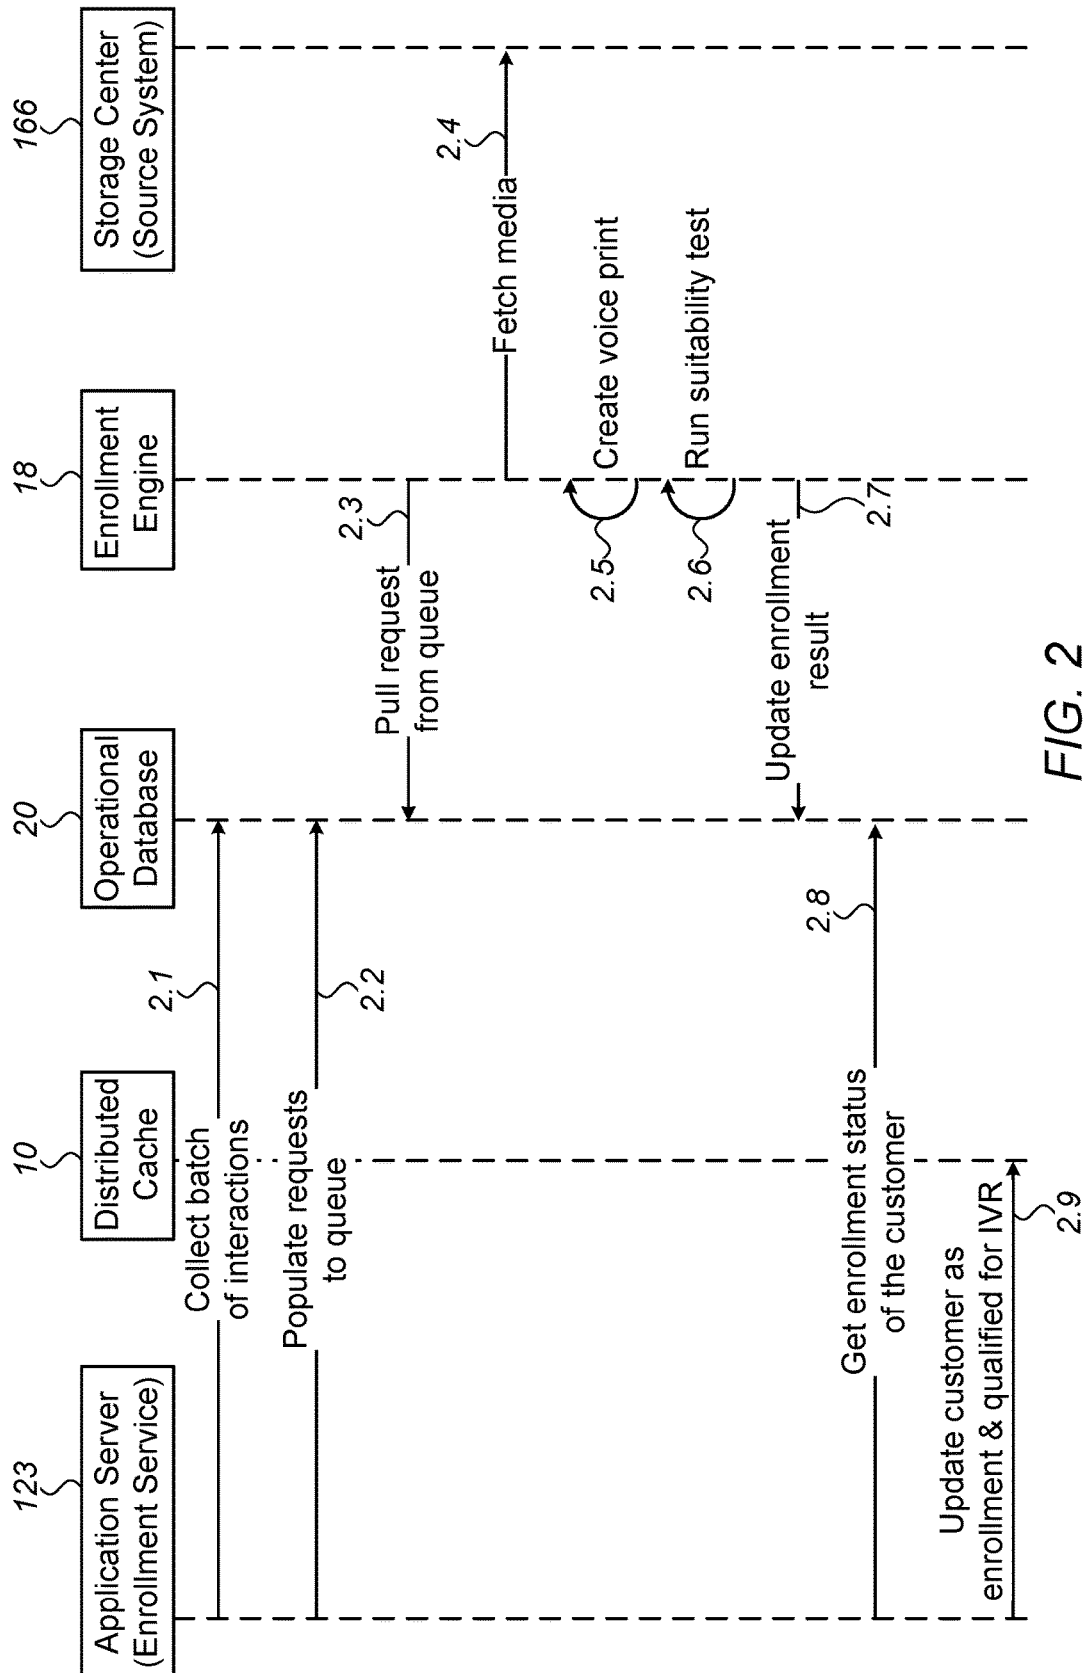 123
Application Server
(Enrollment Service)
10
Distributed
Cache
20
Operational
Database
18
Enrollment
Engine
166
Storage Center
(Source System)
Collect batch
of interactions
2.1
Populate requests
to queue
2.2
Pull request
from queue
2.3
Fetch media
2.4
2.5
Create voice print
2.6
Run suitability test
Update enrollment
result
2.7
Get enrollment status
of the customer
2.8
Update customer as
enrollment & qualified for IVR
2.9
FIG. 2